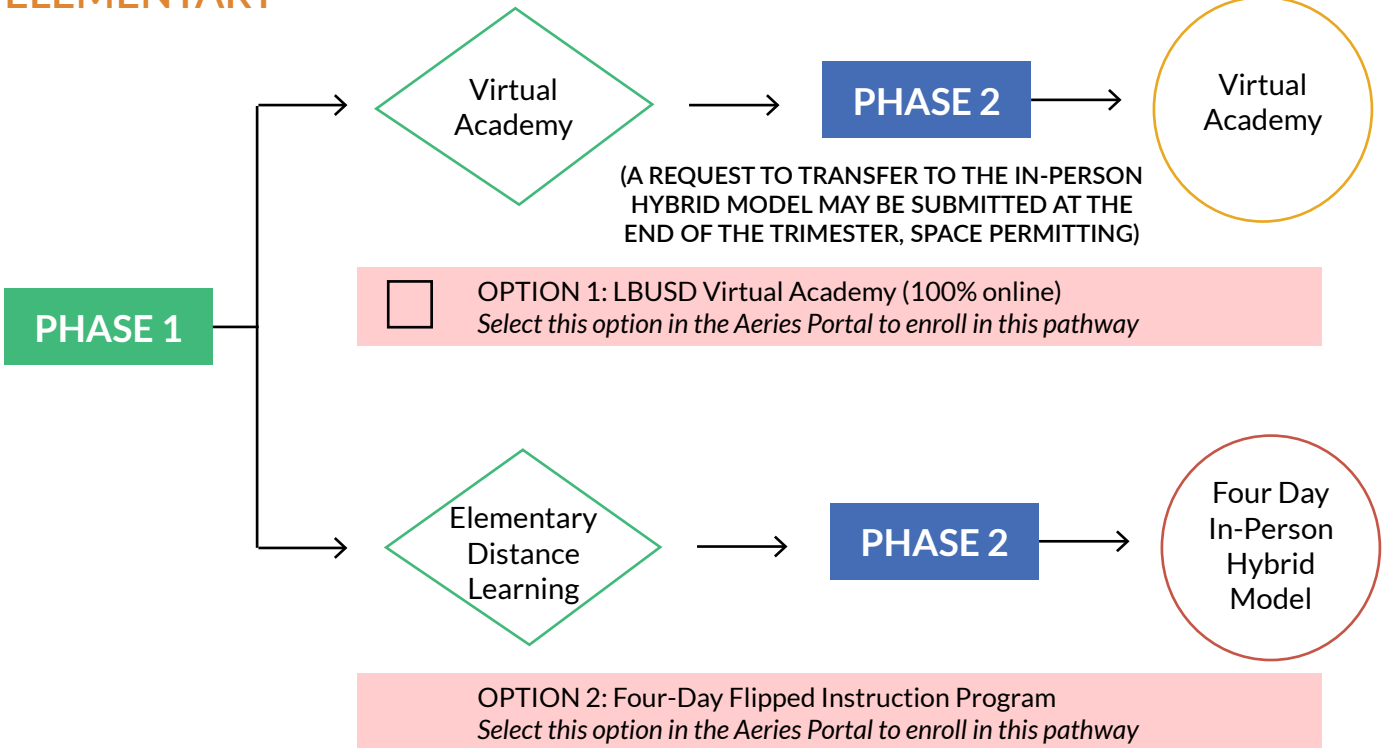 ELEMENTARY
Virtual
Academy
PHASE 2
Virtual
Academy
(A REQUEST TO TRANSFER TO THE IN-PERSON
HYBRID MODEL MAY BE SUBMITTED AT THE
END OF THE TRIMESTER, SPACE PERMITTING)
OPTION 1: LBUSD Virtual Academy (100% online)
Select this option in the Aeries Portal to enroll in this pathway
PHASE 1
Elementary
Distance
Learning
PHASE 2
Four Day
In-Person
Hybrid
Model
OPTION 2: Four-Day Flipped Instruction Program
Select this option in the Aeries Portal to enroll in this pathway